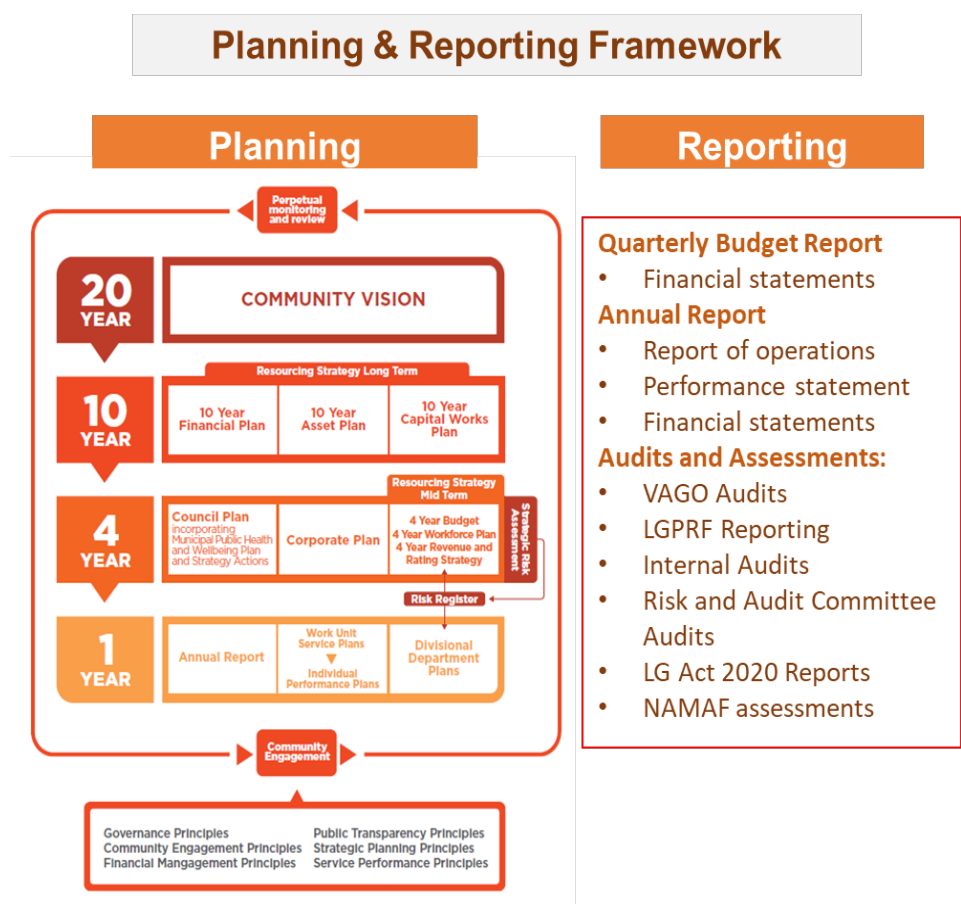 Planning & Reporting Framework
Planning
Perpetual
monitoring
and review
20
YEAR
COMMUNITY VISION
Resourcing Strategy Long Term
10
YEAR
10 Year
Financial Plan
10 Year
Asset Plan
10 Year
Capital Works
Plan
Resourcing Strategy
Mid Term
4
YEAR
Council Plan
incorporating
Municipal Public Health
and Wellbeing Plan
and Strategy Actions
Corporate Plan
4 Year Budget
4 Year Workforce Plan
4 Year Revenue and
Rating Strategy
Strategic Risk
Assessment
Risk Register
1
YEAR
Annual Report
Work Unit
Service Plans
Individual
Performance Plans
Divisional
Department
Plans
Community
Engagement
Governance Principles
Community Engagement Principles
Financial Mangagement Principles
Public Transparency Principles
Strategic Planning Principles
Service Performance Principles
Reporting
Quarterly Budget Report
• Financial statements
Annual Report
• Report of operations
• Performance statement
• Financial statements
Audits and Assessments:
• VAGO Audits
• LGPRF Reporting
• Internal Audits
• Risk and Audit Committee
Audits
• LG Act 2020 Reports
• NAMAF assessments